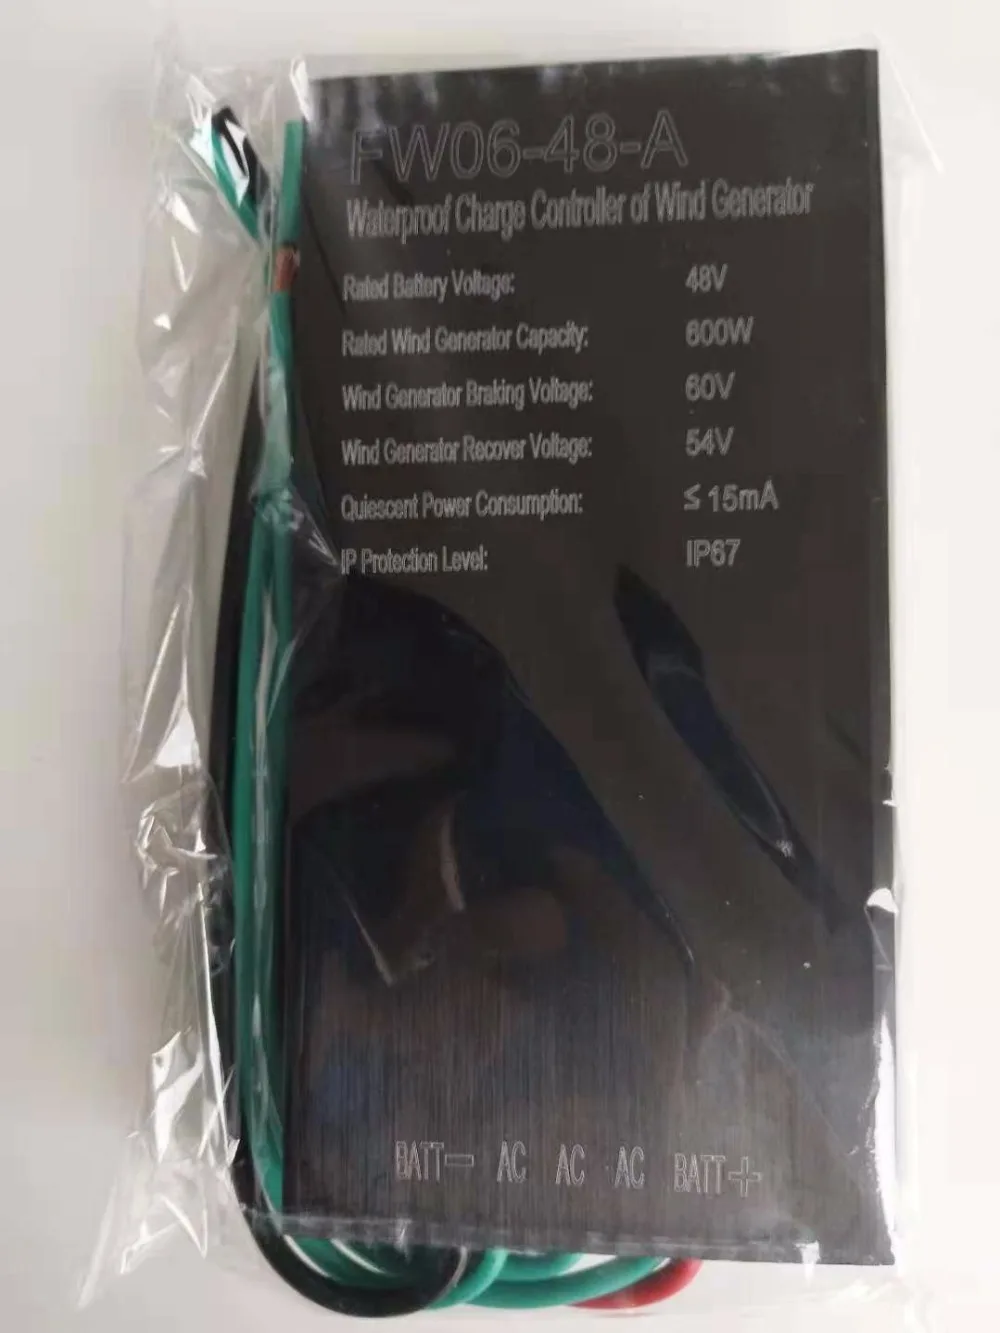 FW06-48-A
Waterproof Charge Controller of Wind Generator
Rated Battery Voltage: 48V
Rated Wind Generator Capacity: 600W
Wind Generator Braking Voltage: 60V
Wind Generator Recover Voltage: 54V
Quiescent Power Consumption: ≤ 15mA
IP Protection Level: IP67
BATT− AC AC AC BATT+